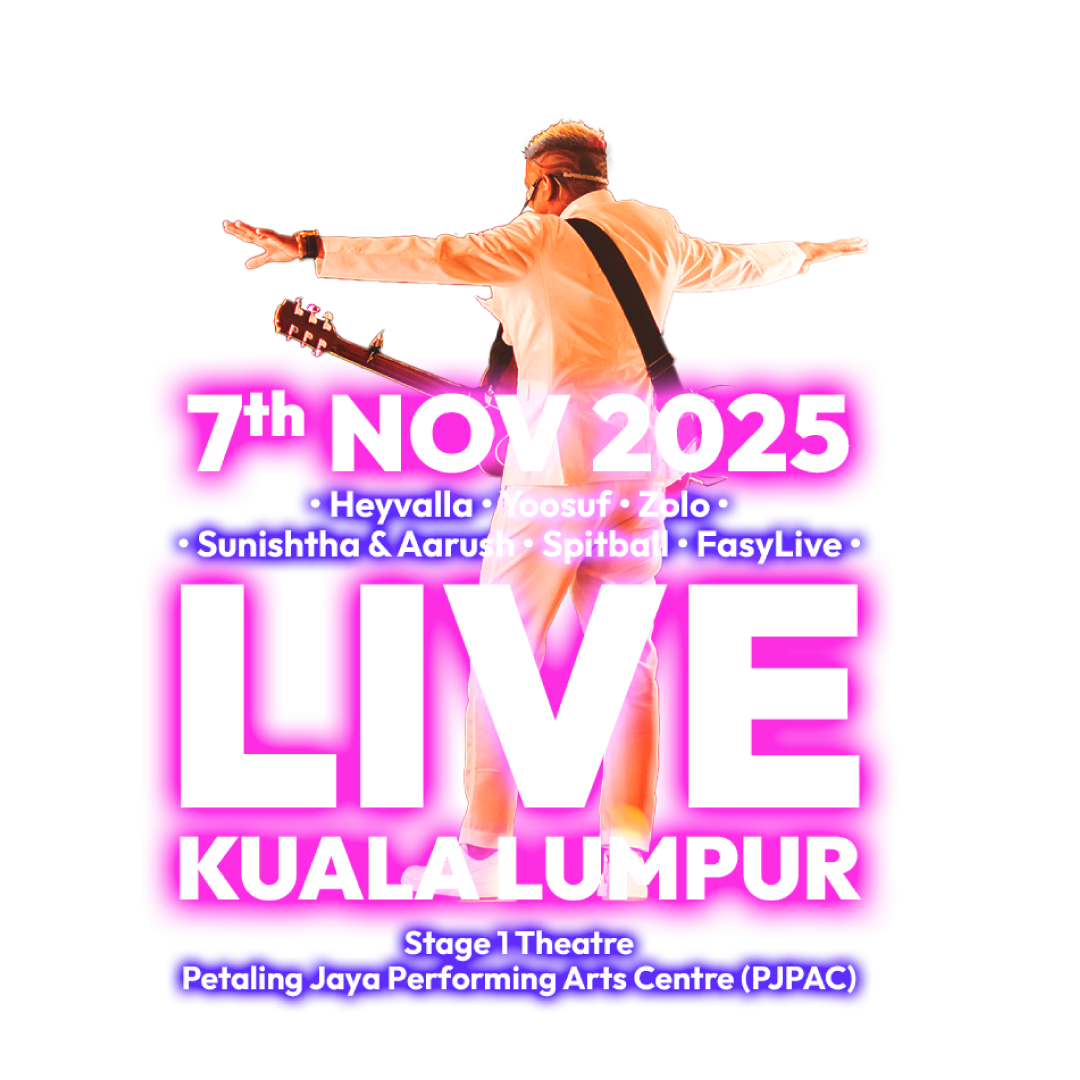 7th NOV 2025
• Heyvalla • Yoosuf • Zolo •
• Sunishtha & Aarush • Spitball • FasyLive •
LIVE
KUALA LUMPUR
Stage 1 Theatre
Petaling Jaya Performing Arts Centre (PJPAC)